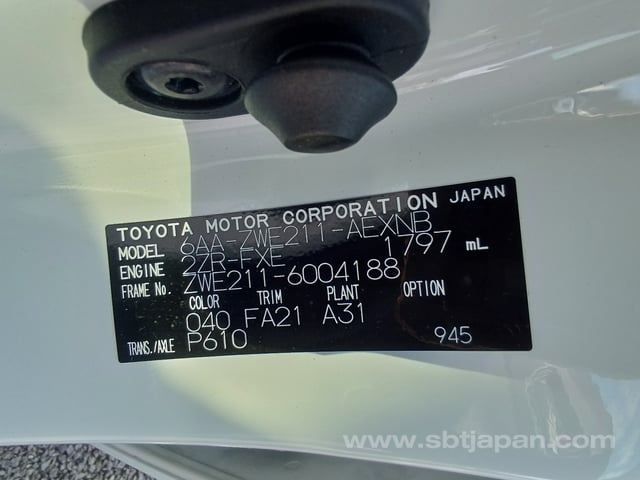 TOYOTA MOTOR CORPORATION JAPAN
MODEL 6AA-ZWE211-AEXNB
ENGINE 2ZR-FXE 1797 mL
FRAME No. ZWE211-6004188
COLOR TRIM PLANT OPTION
040 FA21 A31
TRANS./AXLE P610 945
www.sbtjapan.com